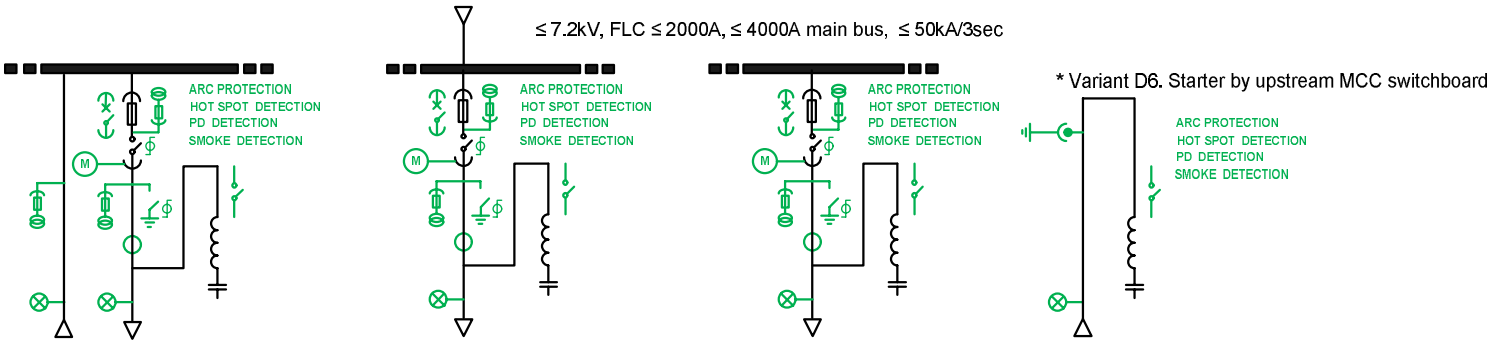 ≤ 7.2kV, FLC ≤ 2000A, ≤ 4000A main bus, ≤ 50kA/3sec
ARC PROTECTION
HOT SPOT DETECTION
PD DETECTION
SMOKE DETECTION
M
ARC PROTECTION
HOT SPOT DETECTION
PD DETECTION
SMOKE DETECTION
M
ARC PROTECTION
HOT SPOT DETECTION
PD DETECTION
SMOKE DETECTION
M
* Variant D6. Starter by upstream MCC switchboard
ARC PROTECTION
HOT SPOT DETECTION
PD DETECTION
SMOKE DETECTION